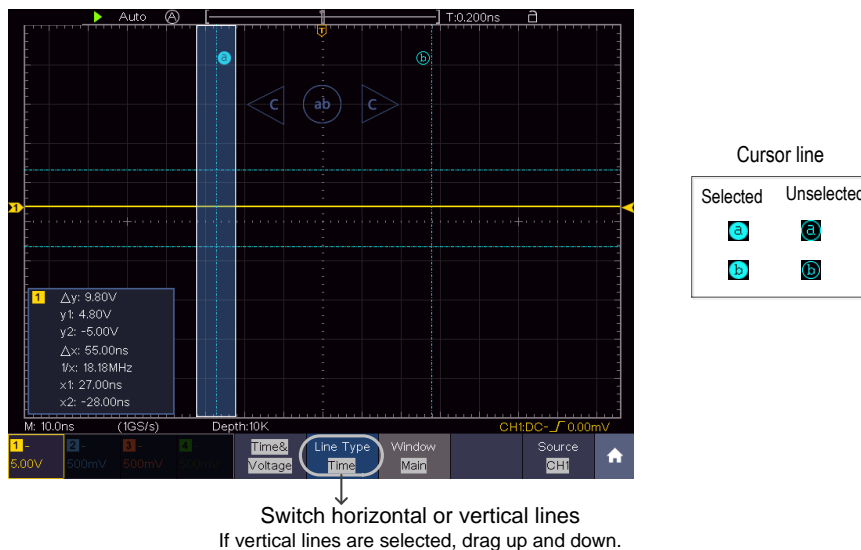 Auto A T:0.200ns
T
a b
C ab C
Cursor line
Selected Unselected
a a
b b
1
1 △y: 9.80V
y1: 4.80V
y2: -5.00V
△x: 55.00ns
1/x: 18.18MHz
x1: 27.00ns
x2: -28.00ns
M: 10.0ns (1GS/s) Depth:10K CH1:DC- 0.00mV
1 - 2 - 3 - 4 Time& Line Type Window Source
5.00V 500mV 500mV Voltage Time Main CH1
Switch horizontal or vertical lines
If vertical lines are selected, drag up and down.